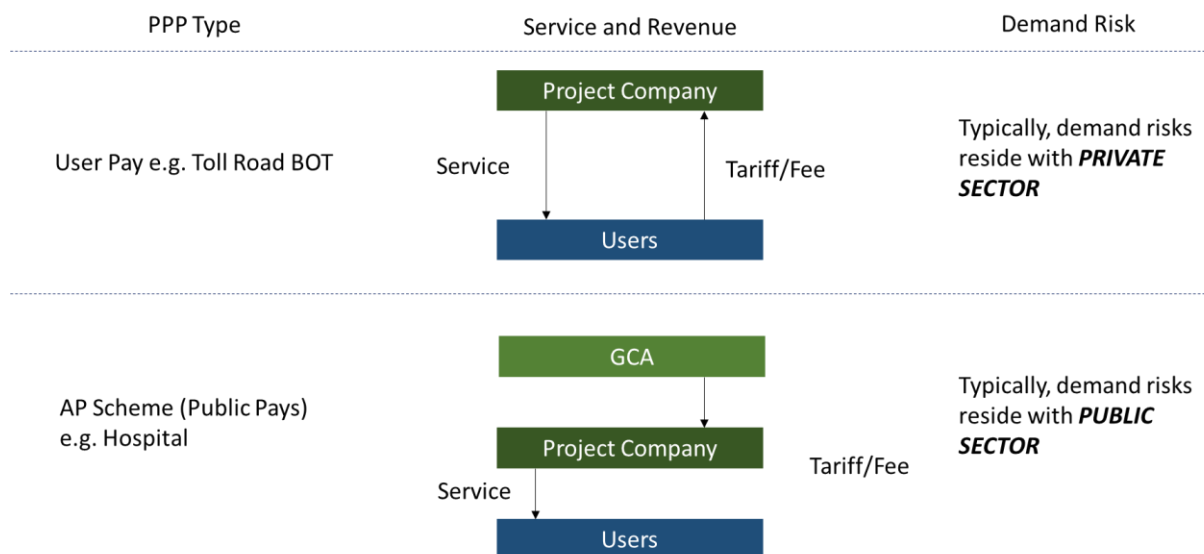 PPP Type
Service and Revenue
Demand Risk
Project Company
User Pay e.g. Toll Road BOT
Service
Tariff/Fee
Users
Typically, demand risks
reside with PRIVATE
SECTOR
GCA
AP Scheme (Public Pays)
e.g. Hospital
Project Company
Service
Tariff/Fee
Users
Typically, demand risks
reside with PUBLIC
SECTOR